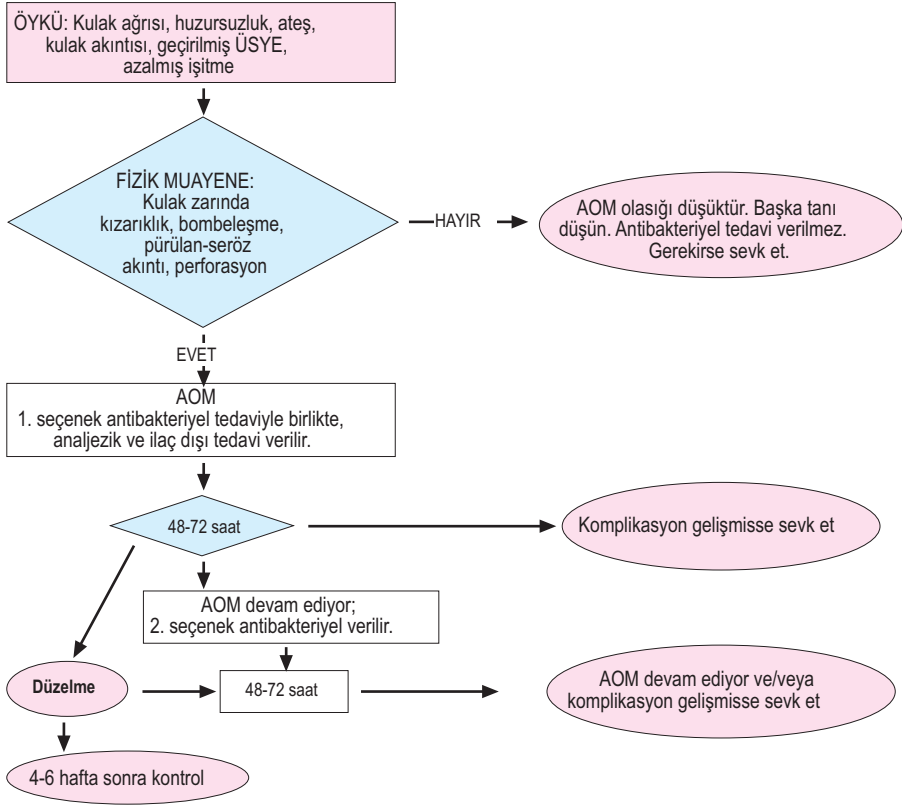 ÖYKÜ: Kulak ağrısı, huzursuzluk, ateş,
kulak akıntısı, geçirilmiş ÜSYE,
azalmış işitme
FİZİK MUAYENE:
Kulak zarında
kızarıklık, bombeleşme,
pürülan-seröz
akıntı, perforasyon
HAYIR
AOM olasığı düşüktür. Başka tanı
düşün. Antibakteriyel tedavi verilmez.
Gerekirse sevk et.
EVET
AOM
1. seçenek antibakteriyel tedaviyle birlikte,
analjezik ve ilaç dışı tedavi verilir.
48-72 saat
Komplikasyon gelişmisse sevk et
AOM devam ediyor;
2. seçenek antibakteriyel verilir.
Düzelme
48-72 saat
AOM devam ediyor ve/veya
komplikasyon gelişmisse sevk et
4-6 hafta sonra kontrol